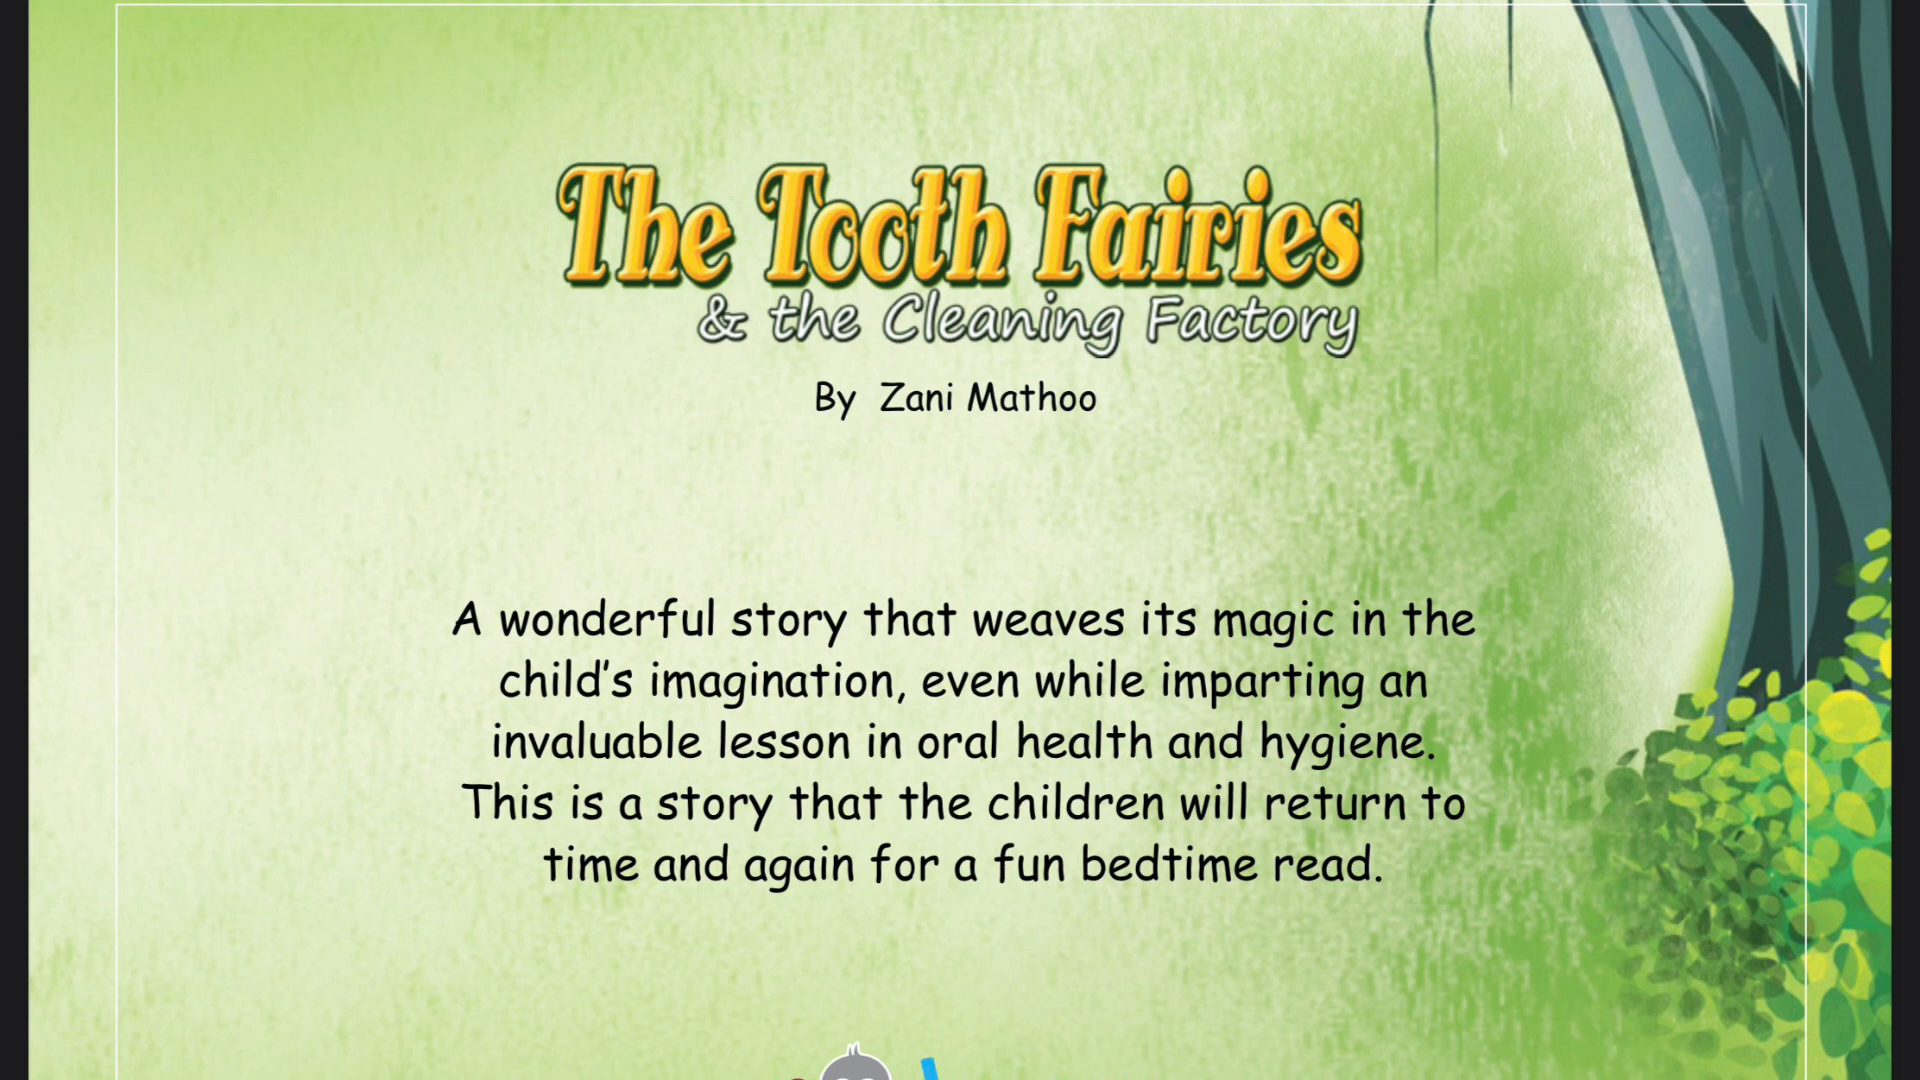 The Tooth Fairies
& the Cleaning Factory
By Zani Mathoo
A wonderful story that weaves its magic in the
child’s imagination, even while imparting an
invaluable lesson in oral health and hygiene.
This is a story that the children will return to
time and again for a fun bedtime read.